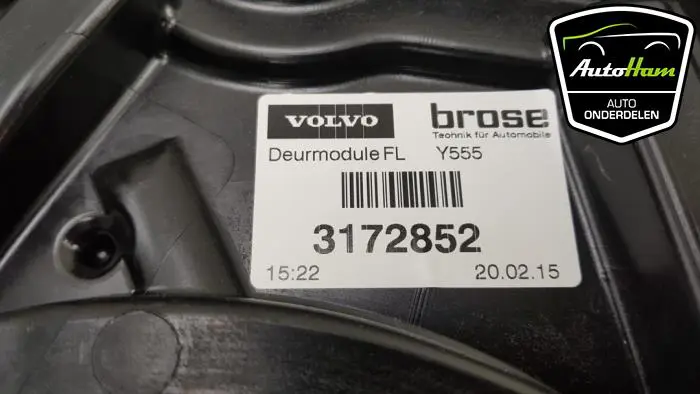 VOLVO brose
Technik für Automobile
Deurmodule FL Y555
3172852
15:22 20.02.15
AutoHam
AUTO
ONDERDELEN